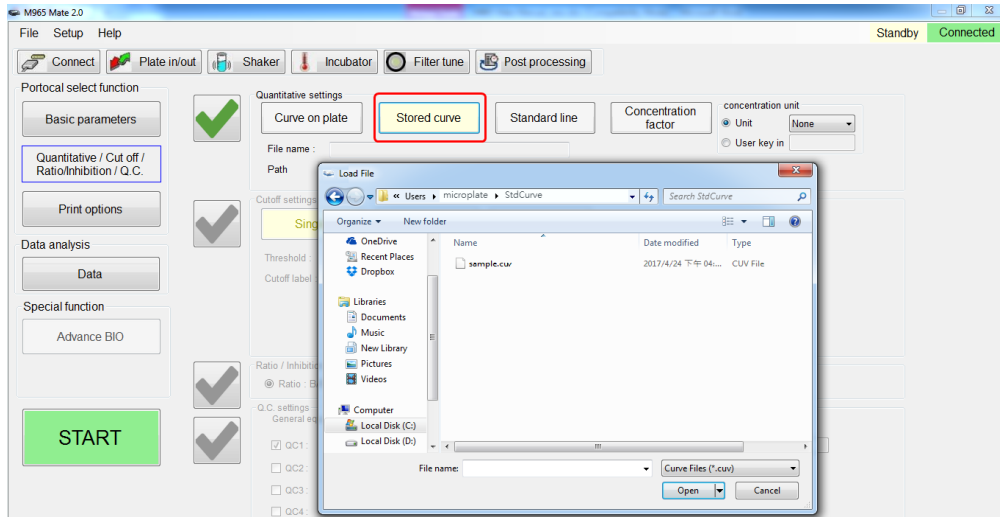 M965 Mate 2.0
File Setup Help
Standby Connected
Connect Plate in/out Shaker Incubator Filter tune Post processing
Portocal select function
Basic parameters
Quantitative / Cut off /
Ratio/Inhibition / Q.C.
Print options
Data analysis
Data
Special function
Advance BIO
START
Quantitative settings
Curve on plate
Stored curve
Standard line
Concentration
factor
concentration unit
Unit None
User key in
File name :
Path
Cutoff settings
Sing
Threshold :
Cutoff label :
Ratio / Inhibitio
Ratio : B
Q.C. settings
General eq
QC1 :
QC2 :
QC3 :
QC4 :
Load File
« Users microplate StdCurve
Search StdCurve
Organize New folder
OneDrive
Recent Places
Dropbox
Libraries
Documents
Music
New Library
Pictures
Videos
Computer
Local Disk (C:)
Local Disk (D:)
Name Date modified Type
sample.cuv 2017/4/24 下午 04:... CUV File
File name:
Curve Files (*.cuv)
Open Cancel